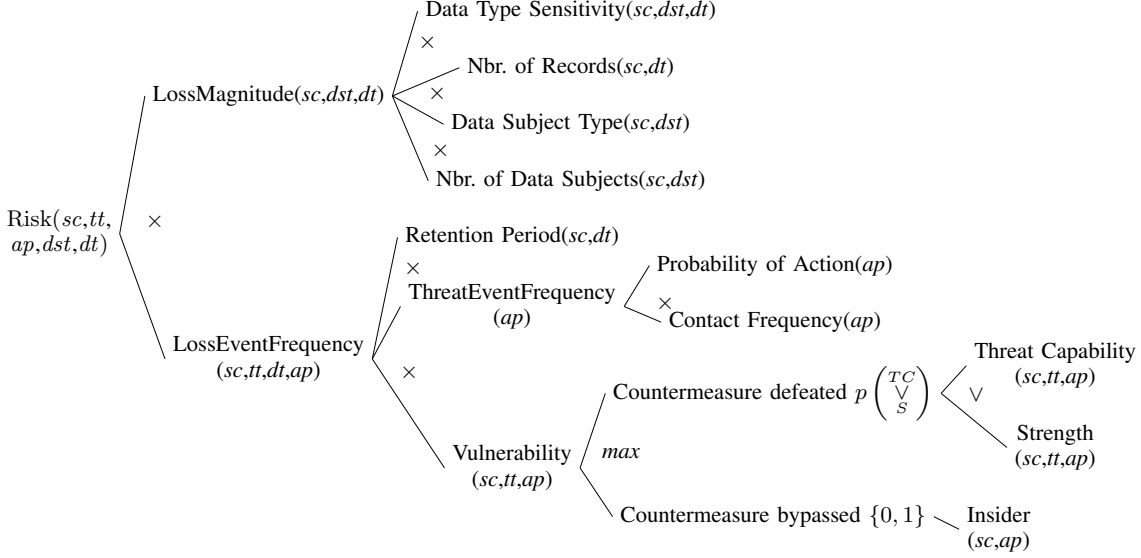 Data Type Sensitivity(sc,dst,dt)
×
Nbr. of Records(sc,dt)
LossMagnitude(sc,dst,dt)
×
Data Subject Type(sc,dst)
×
Nbr. of Data Subjects(sc,dst)
Risk(sc,tt,
ap,dst,dt)
×
Retention Period(sc,dt)
×
Probability of Action(ap)
ThreatEventFrequency
(ap)
×
Contact Frequency(ap)
LossEventFrequency
(sc,tt,dt,ap)
×
Threat Capability
(sc,tt,ap)
Countermeasure defeated p (TC ∨ S)
∨
Strength
(sc,tt,ap)
Vulnerability
(sc,tt,ap)
max
Countermeasure bypassed {0, 1}
Insider
(sc,ap)